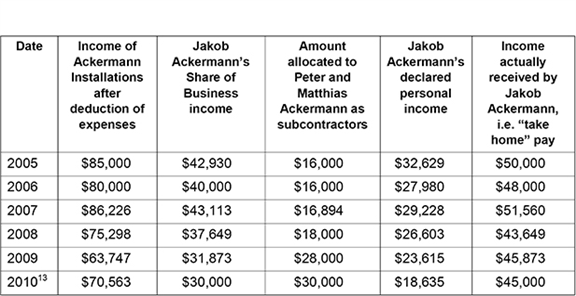 Date Income of Ackermann Installations after deduction of expenses Jakob Ackermann’s Share of Business income Amount allocated to Peter and Matthias Ackermann as subcontractors Jakob Ackermann’s declared personal income Income actually received by Jakob Ackermann, i.e. “take home” pay
2005 $85,000 $42,930 $16,000 $32,629 $50,000
2006 $80,000 $40,000 $16,000 $27,980 $48,000
2007 $86,226 $43,113 $16,894 $29,228 $51,560
2008 $75,298 $37,649 $18,000 $26,603 $43,649
2009 $63,747 $31,873 $28,000 $23,615 $45,873
2010¹³ $70,563 $30,000 $30,000 $18,635 $45,000